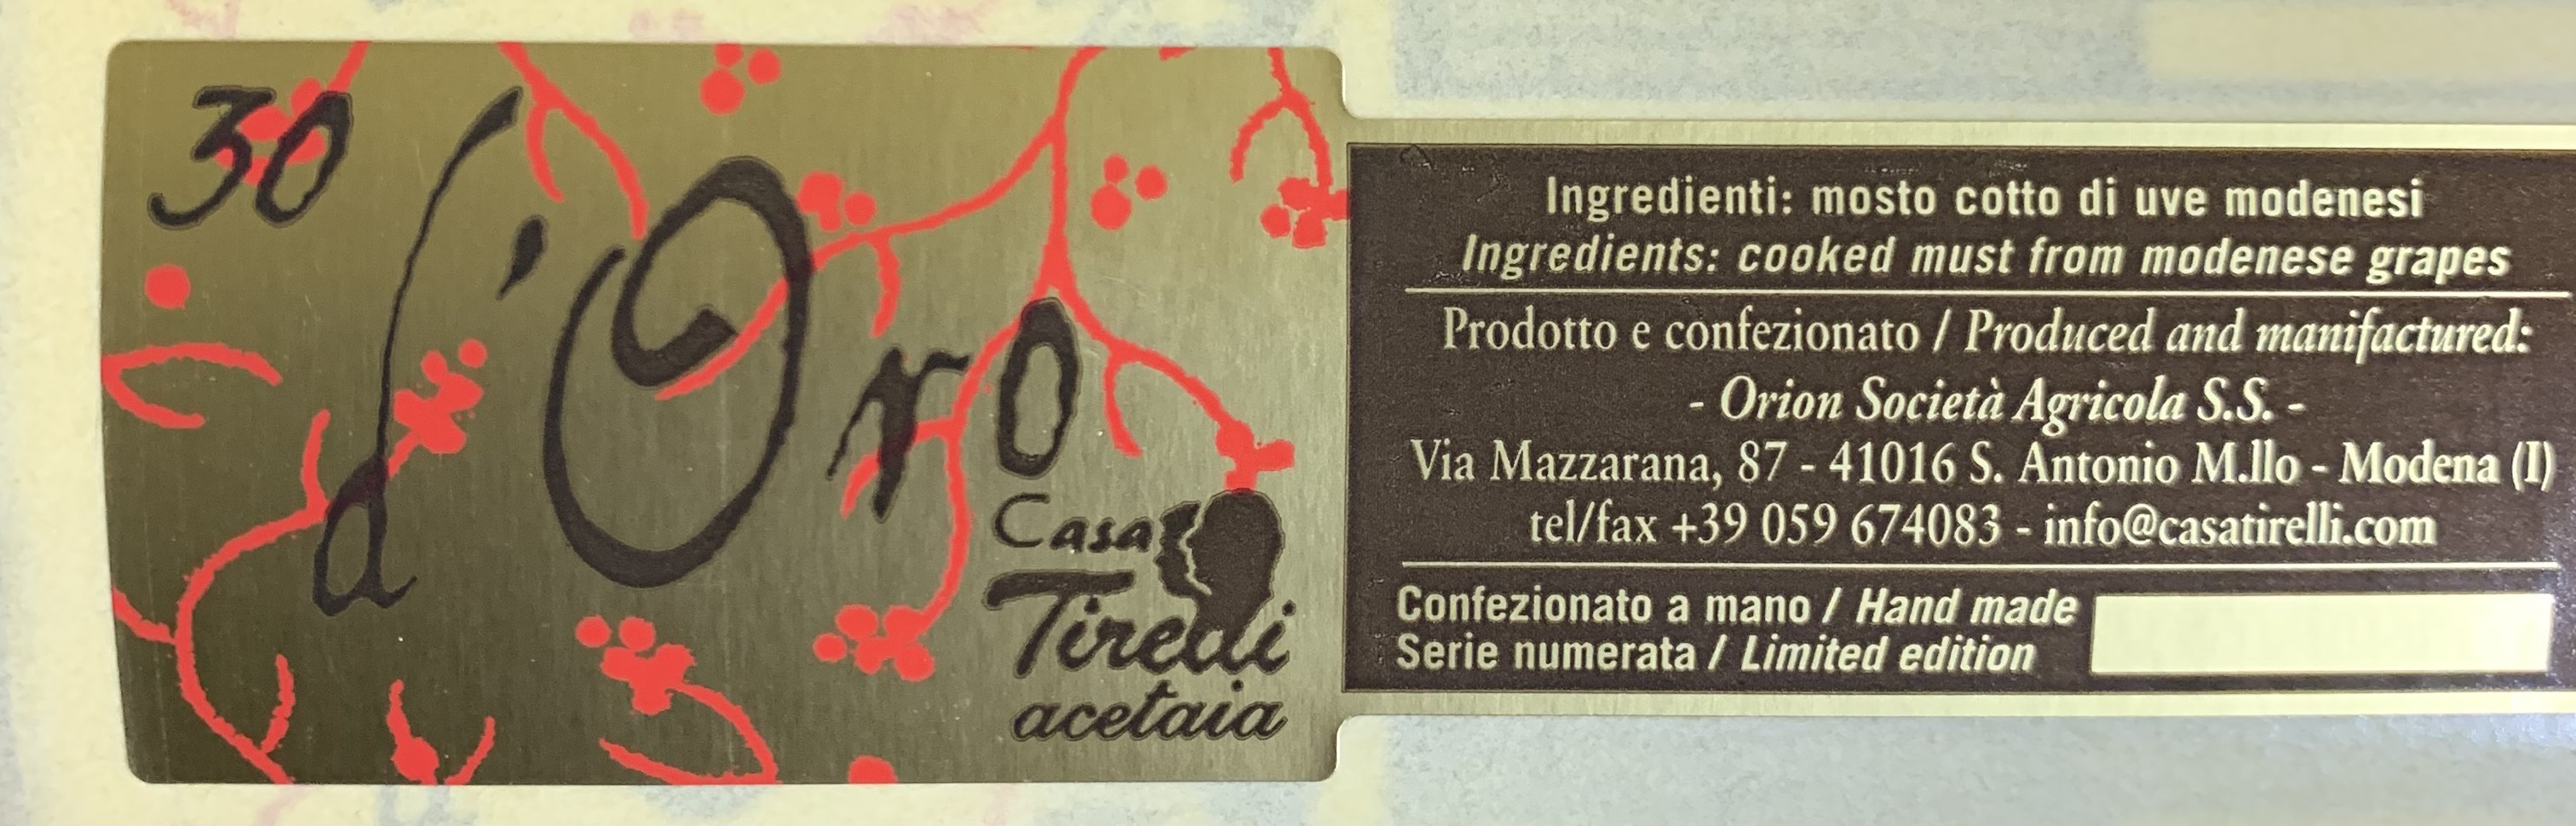 30
d'Oro
Casa
Tirelli
acetaia
Ingredienti: mosto cotto di uve modenesi
Ingredients: cooked must from modenese grapes
Prodotto e confezionato / Produced and manifactured:
- Orion Società Agricola S.S. -
Via Mazzarana, 87 - 41016 S. Antonio M.llo - Modena (I)
tel/fax +39 059 674083 - info@casatirelli.com
Confezionato a mano / Hand made
Serie numerata / Limited edition